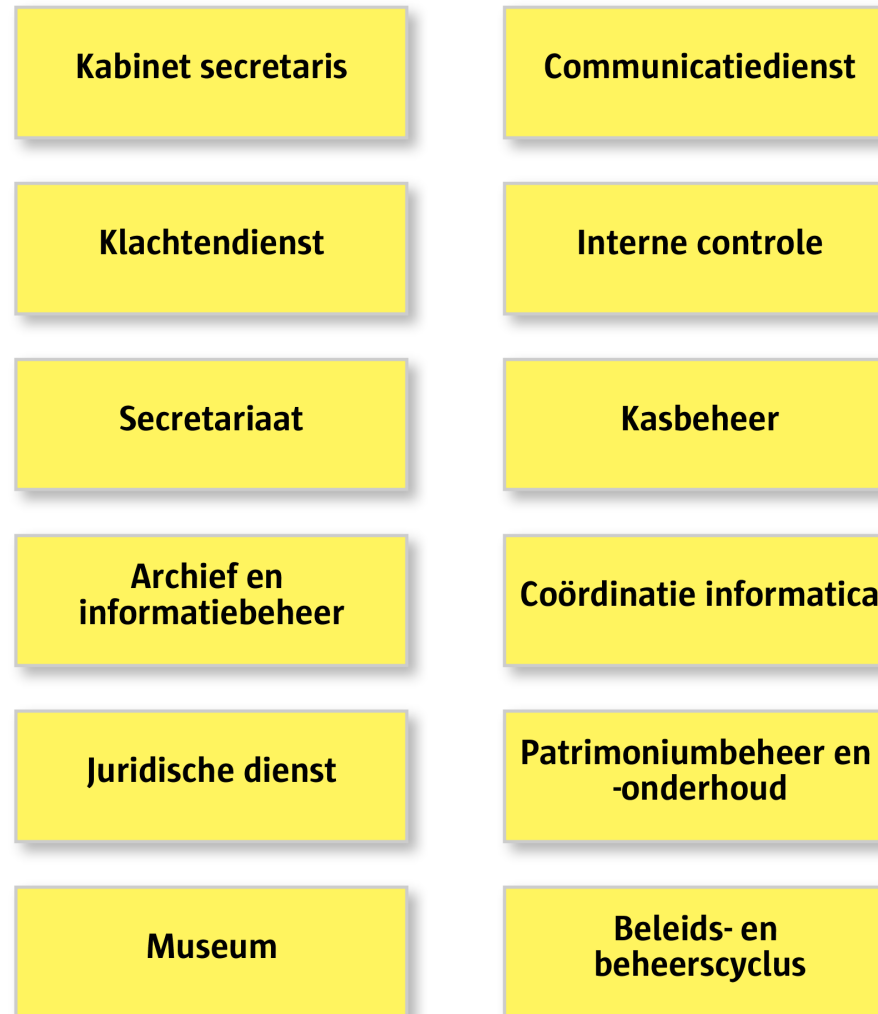 Kabinet secretaris
Communicatiedienst
Klachtendienst
Interne controle
Secretariaat
Kasbeheer
Archief en
informatiebeheer
Coördinatie informatica
Juridische dienst
Patrimoniumbeheer en
-onderhoud
Museum
Beleids- en
beheerscyclus